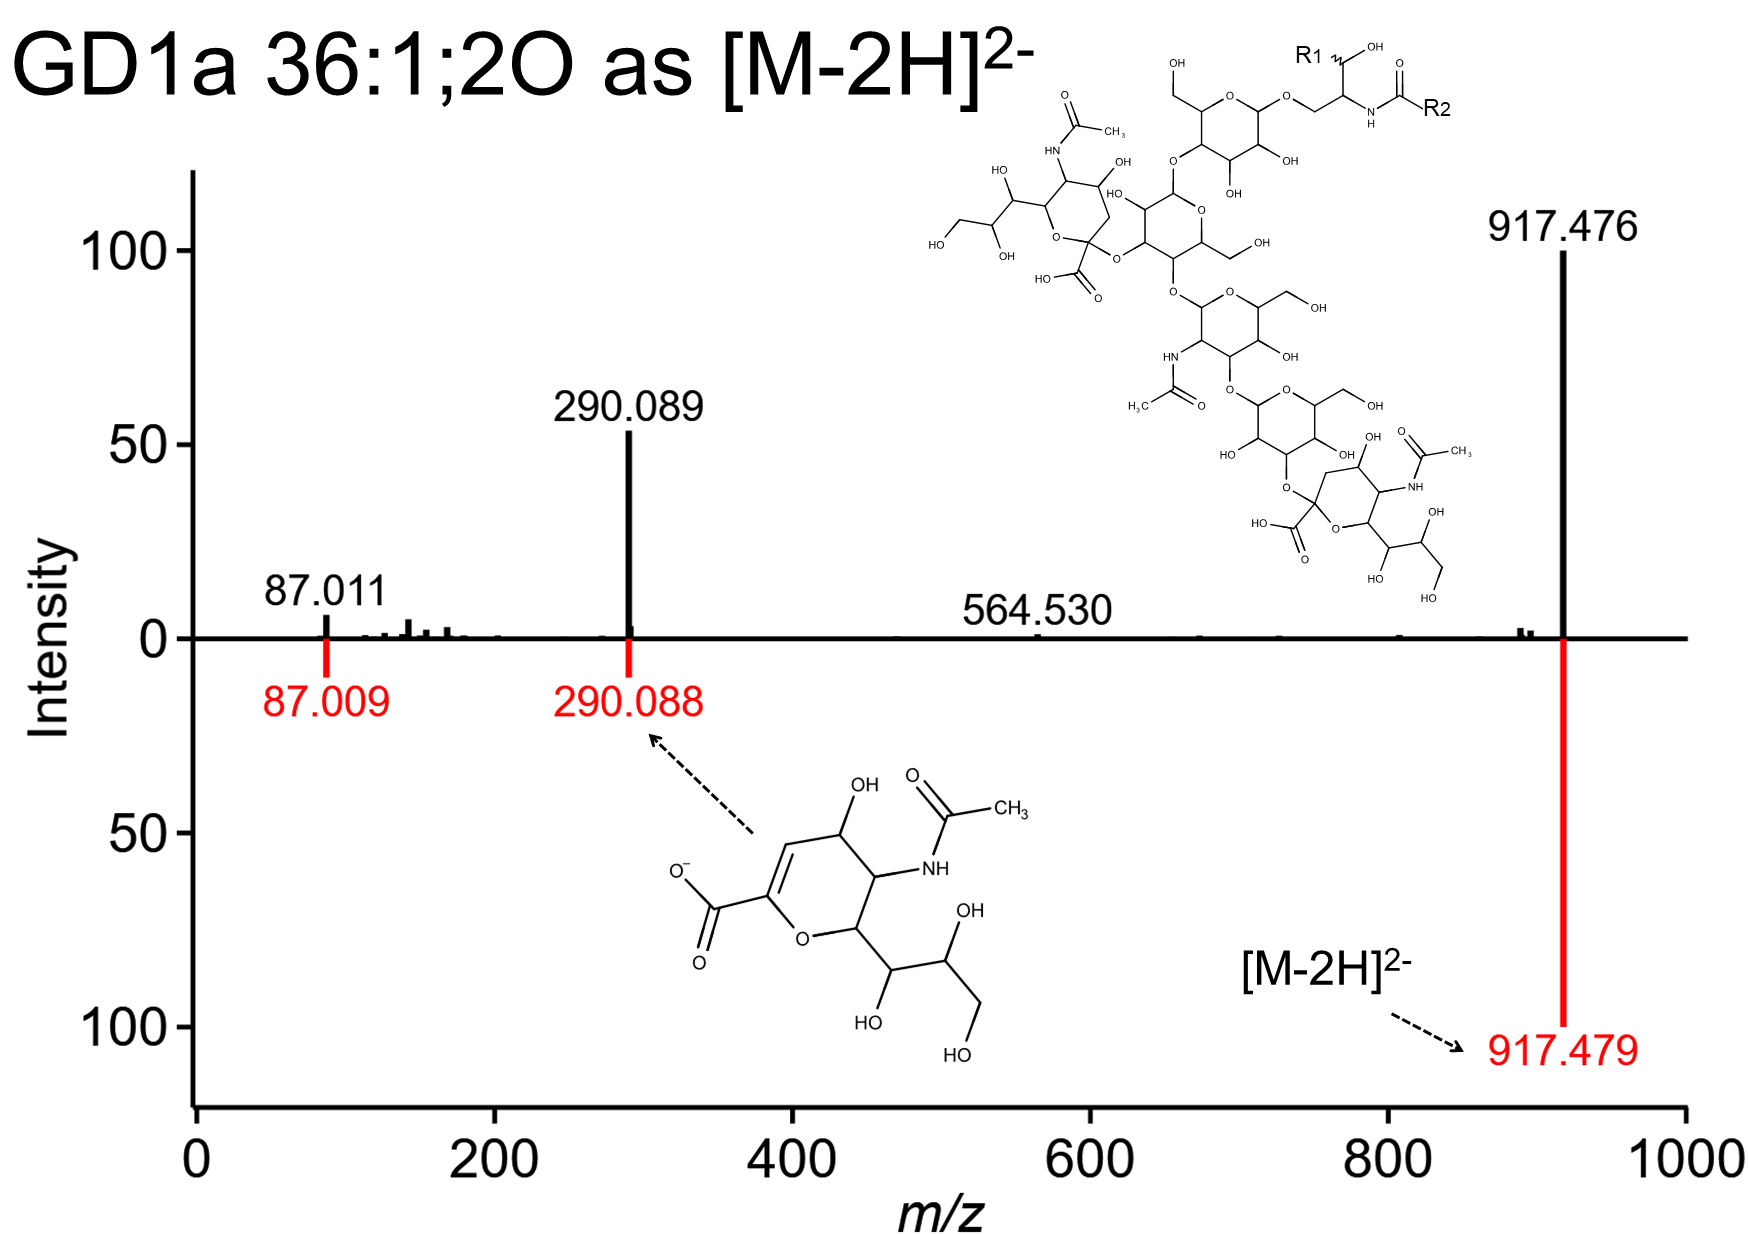 GD1a 36:1;2O as [M-2H]2-
R1
OH
O
OH
O
O
N
H
R2
O
CH3
HN
OH
O
OH
OH
HO
HO
O
OH
HO
OH
O
O
HO
O
O
O
OH
OH
HN
OH
H3C
O
O
O
OH
HO
OH
O
OH
O
CH3
NH
HO
O
O
OH
HO
HO
917.476
100
290.089
50
87.011
564.530
0
87.009
290.088
Intensity
OH
O
CH3
O-
NH
O
O
OH
HO
HO
50
[M-2H]2-
100
917.479
0
200
400
600
800
1000
m/z